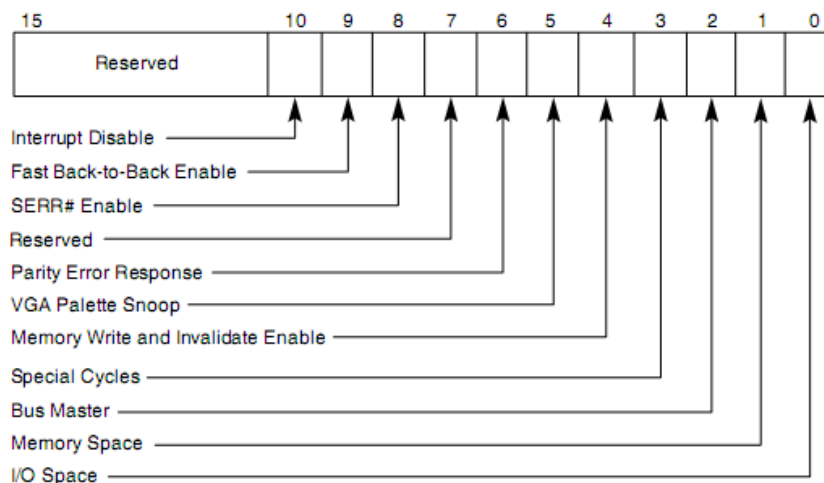 15 10 9 8 7 6 5 4 3 2 1 0
Reserved
Interrupt Disable
Fast Back-to-Back Enable
SERR# Enable
Reserved
Parity Error Response
VGA Palette Snoop
Memory Write and Invalidate Enable
Special Cycles
Bus Master
Memory Space
I/O Space